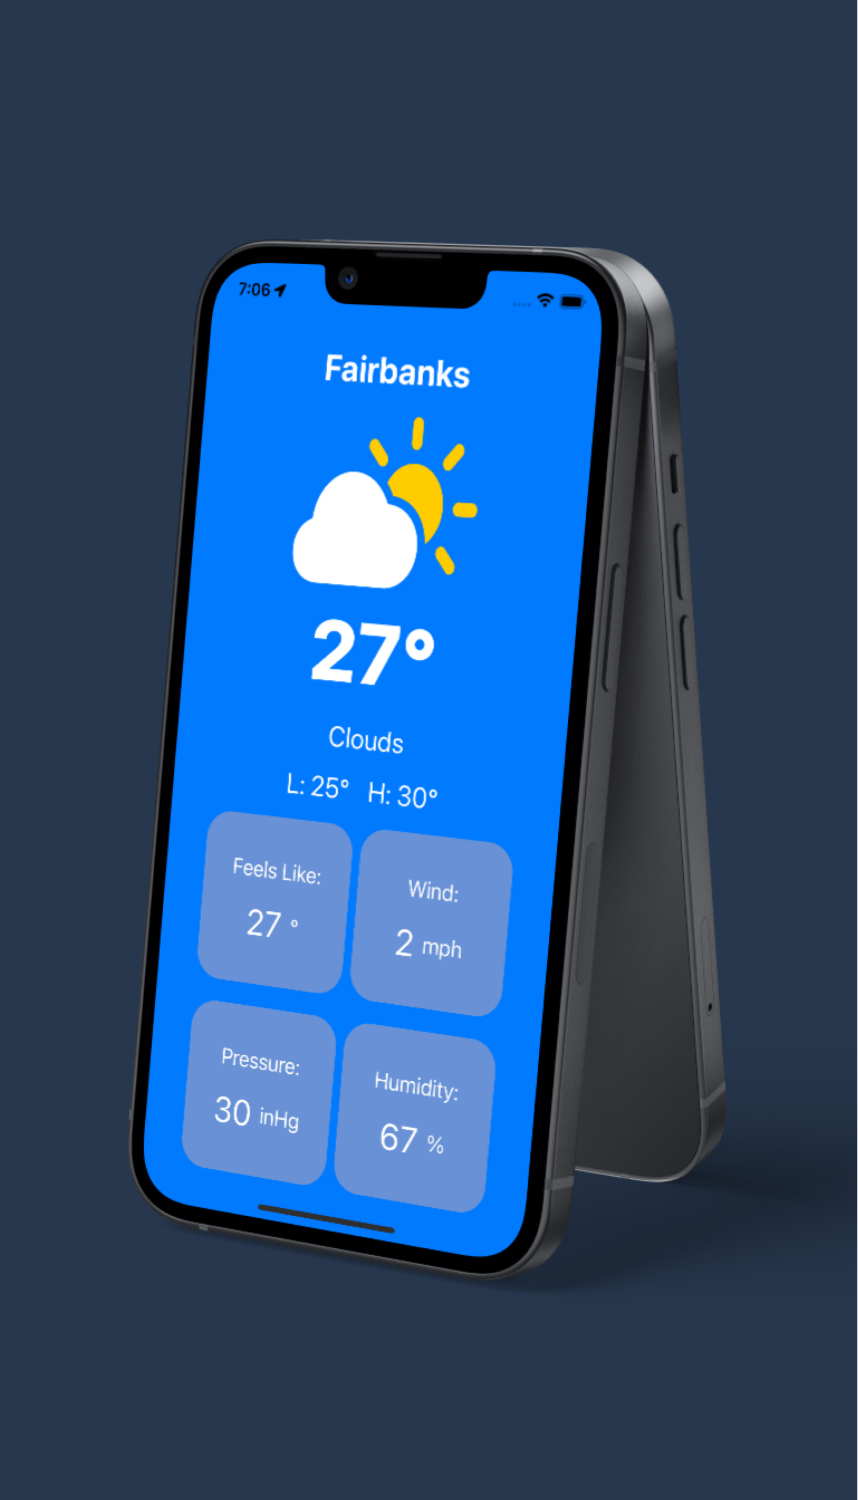 7:06
Fairbanks
27°
Clouds
L: 25° H: 30°
Feels Like:
27 °
Wind:
2 mph
Pressure:
30 inHg
Humidity:
67 %